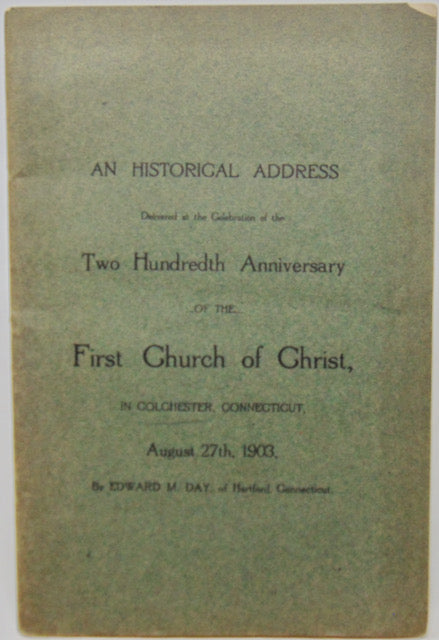 AN HISTORICAL ADDRESS
Delivered at the Celebration of the
Two Hundredth Anniversary
..OF THE..
First Church of Christ,
IN COLCHESTER, CONNECTICUT,
August 27th, 1903,
By EDWARD M. DAY, of Hartford, Connecticut.